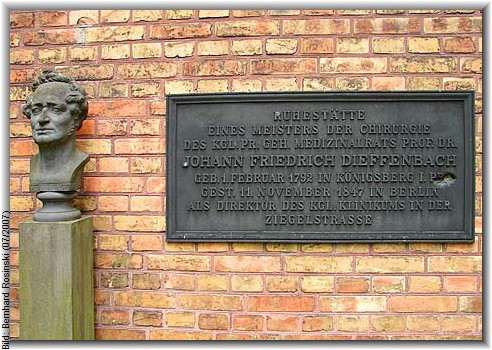 RUHESTÄTTE
EINES MEISTERS DER CHIRURGIE
DES KGL. PR. GEH. MEDIZINALRATS PROF. DR.
JOHANN FRIEDRICH DIEFFENBACH
GEB. 1. FEBRUAR 1792 IN KÖNIGSBERG I. PR.
GEST. 11. NOVEMBER 1847 IN BERLIN
ALS DIREKTOR DES KGL. KLINIKUMS IN DER
ZIEGELSTRASSE
Bild: Bernhard Rosinski (07/2007)